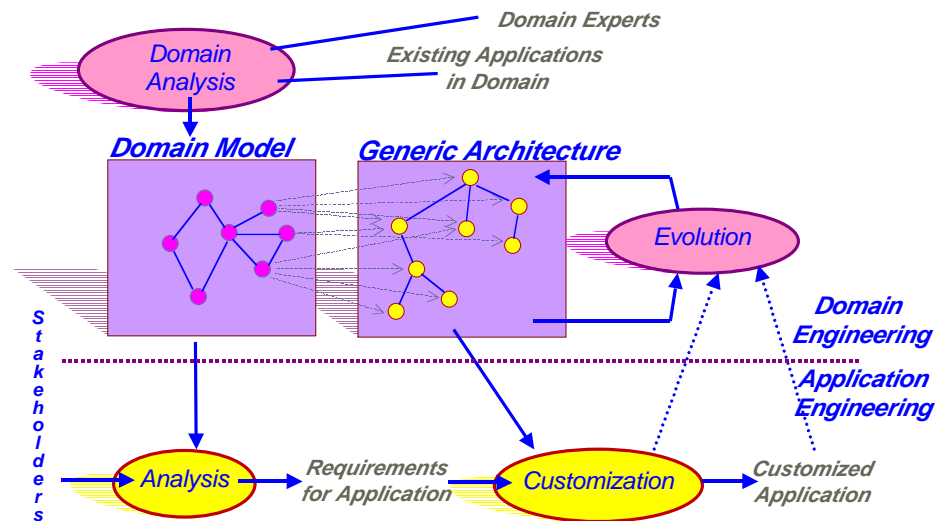 Domain Experts
Domain
Analysis
Existing Applications
in Domain
Domain Model
Generic Architecture
Evolution
Domain
Engineering
Application
Engineering
Stakeholders
Analysis
Requirements
for Application
Customization
Customized
Application